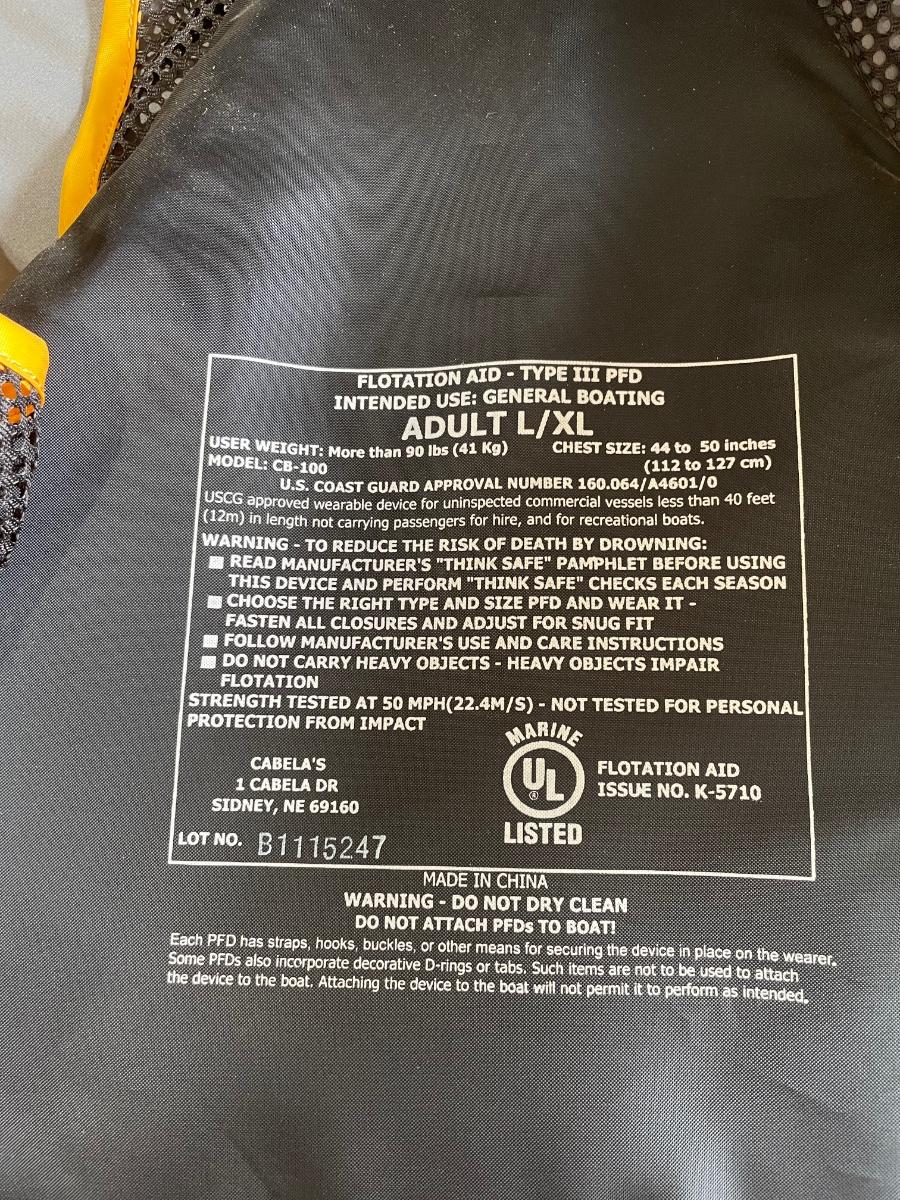 FLOTATION AID - TYPE III PFD
INTENDED USE: GENERAL BOATING
ADULT L/XL
USER WEIGHT: More than 90 lbs (41 Kg) CHEST SIZE: 44 to 50 inches
MODEL: CB-100 (112 to 127 cm)
U.S. COAST GUARD APPROVAL NUMBER 160.064/A4601/0
USCG approved wearable device for uninspected commercial vessels less than 40 feet
(12m) in length not carrying passengers for hire, and for recreational boats.
WARNING - TO REDUCE THE RISK OF DEATH BY DROWNING:
■ READ MANUFACTURER'S "THINK SAFE" PAMPHLET BEFORE USING
THIS DEVICE AND PERFORM "THINK SAFE" CHECKS EACH SEASON
■ CHOOSE THE RIGHT TYPE AND SIZE PFD AND WEAR IT -
FASTEN ALL CLOSURES AND ADJUST FOR SNUG FIT
■ FOLLOW MANUFACTURER'S USE AND CARE INSTRUCTIONS
■ DO NOT CARRY HEAVY OBJECTS - HEAVY OBJECTS IMPAIR
FLOTATION
STRENGTH TESTED AT 50 MPH(22.4M/S) - NOT TESTED FOR PERSONAL
PROTECTION FROM IMPACT
CABELA'S
1 CABELA DR
SIDNEY, NE 69160
MARINE
UL ®
LISTED
FLOTATION AID
ISSUE NO. K-5710
LOT NO. B1115247
MADE IN CHINA
WARNING - DO NOT DRY CLEAN
DO NOT ATTACH PFDs TO BOAT!
Each PFD has straps, hooks, buckles, or other means for securing the device in place on the wearer.
Some PFDs also incorporate decorative D-rings or tabs. Such items are not to be used to attach
the device to the boat. Attaching the device to the boat will not permit it to perform as intended.